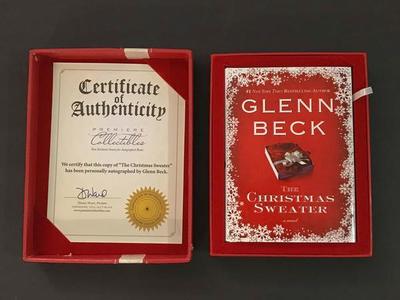 Certificate
of
Authenticity
PREMIERE
Collectibles
We certify that this copy of "The Christmas Sweater"
has been personally autographed by Glenn Beck.
#1 NEW YORK TIMES BESTSELLING AUTHOR
GLENN
BECK
THE
CHRISTMAS
SWEATER
a novel